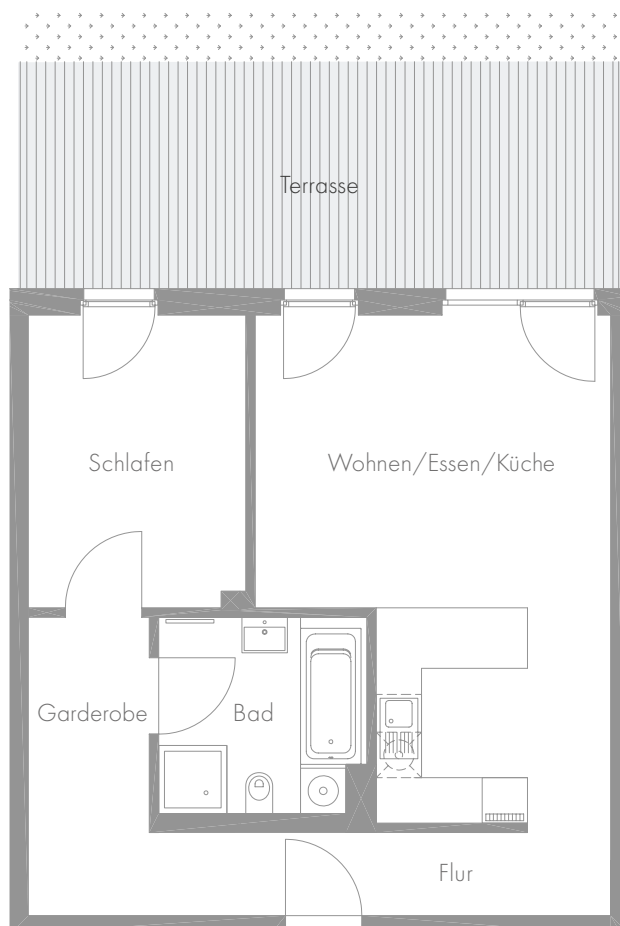 Terrasse
Schlafen
Wohnen/Essen/Küche
Garderobe
Bad
Flur